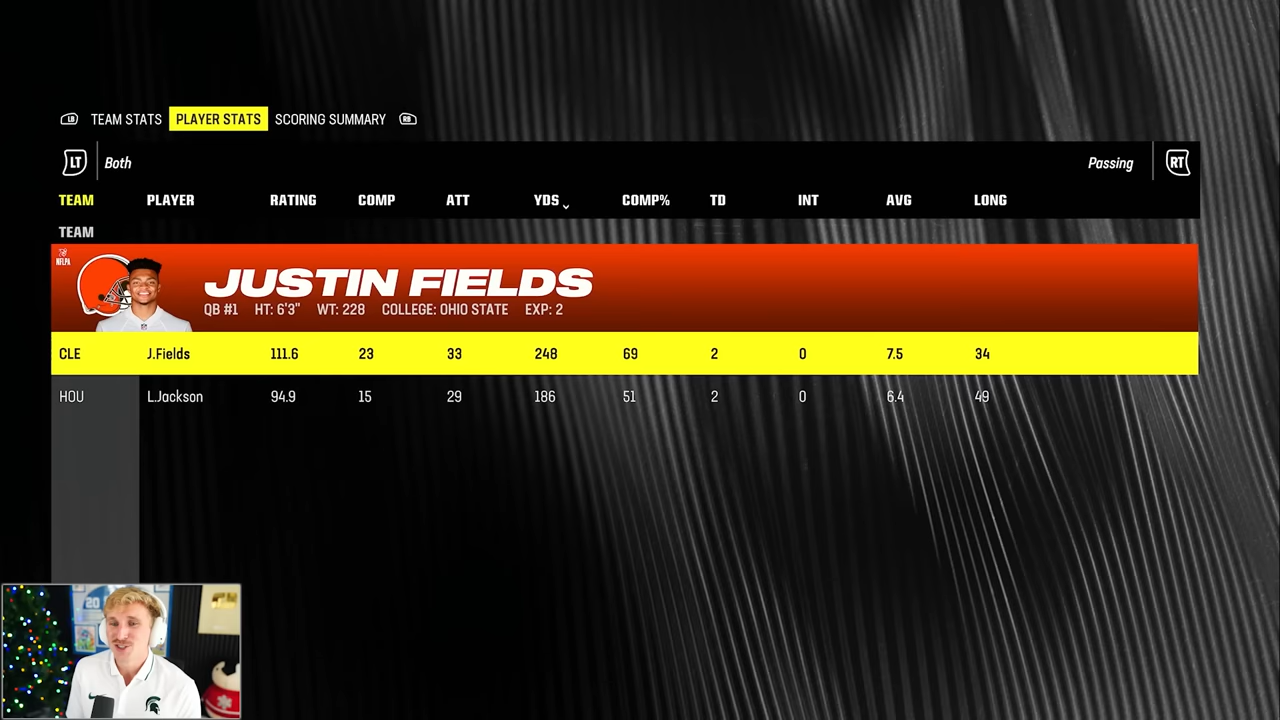 LB TEAM STATS PLAYER STATS SCORING SUMMARY RB
LT Both Passing RT
TEAM PLAYER RATING COMP ATT YDS COMP% TD INT AVG LONG
TEAM
NFLPA
JUSTIN FIELDS
QB #1 HT: 6'3" WT: 228 COLLEGE: OHIO STATE EXP: 2
CLE J.Fields 111.6 23 33 248 69 2 0 7.5 34
HOU L.Jackson 94.9 15 29 186 51 2 0 6.4 49
20